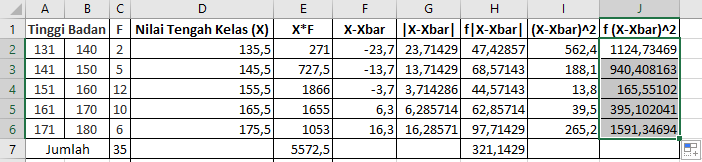 A B C D E F G H I J
1 Tinggi Badan F Nilai Tengah Kelas (X) X*F X-Xbar |X-Xbar| f|X-Xbar| (X-Xbar)^2 f (X-Xbar)^2
2 131 140 2 135,5 271 -23,7 23,71429 47,42857 562,4 1124,73469
3 141 150 5 145,5 727,5 -13,7 13,71429 68,57143 188,1 940,408163
4 151 160 12 155,5 1866 -3,7 3,714286 44,57143 13,8 165,55102
5 161 170 10 165,5 1655 6,3 6,285714 62,85714 39,5 395,102041
6 171 180 6 175,5 1053 16,3 16,28571 97,71429 265,2 1591,34694
7 Jumlah 35 5572,5 321,1429